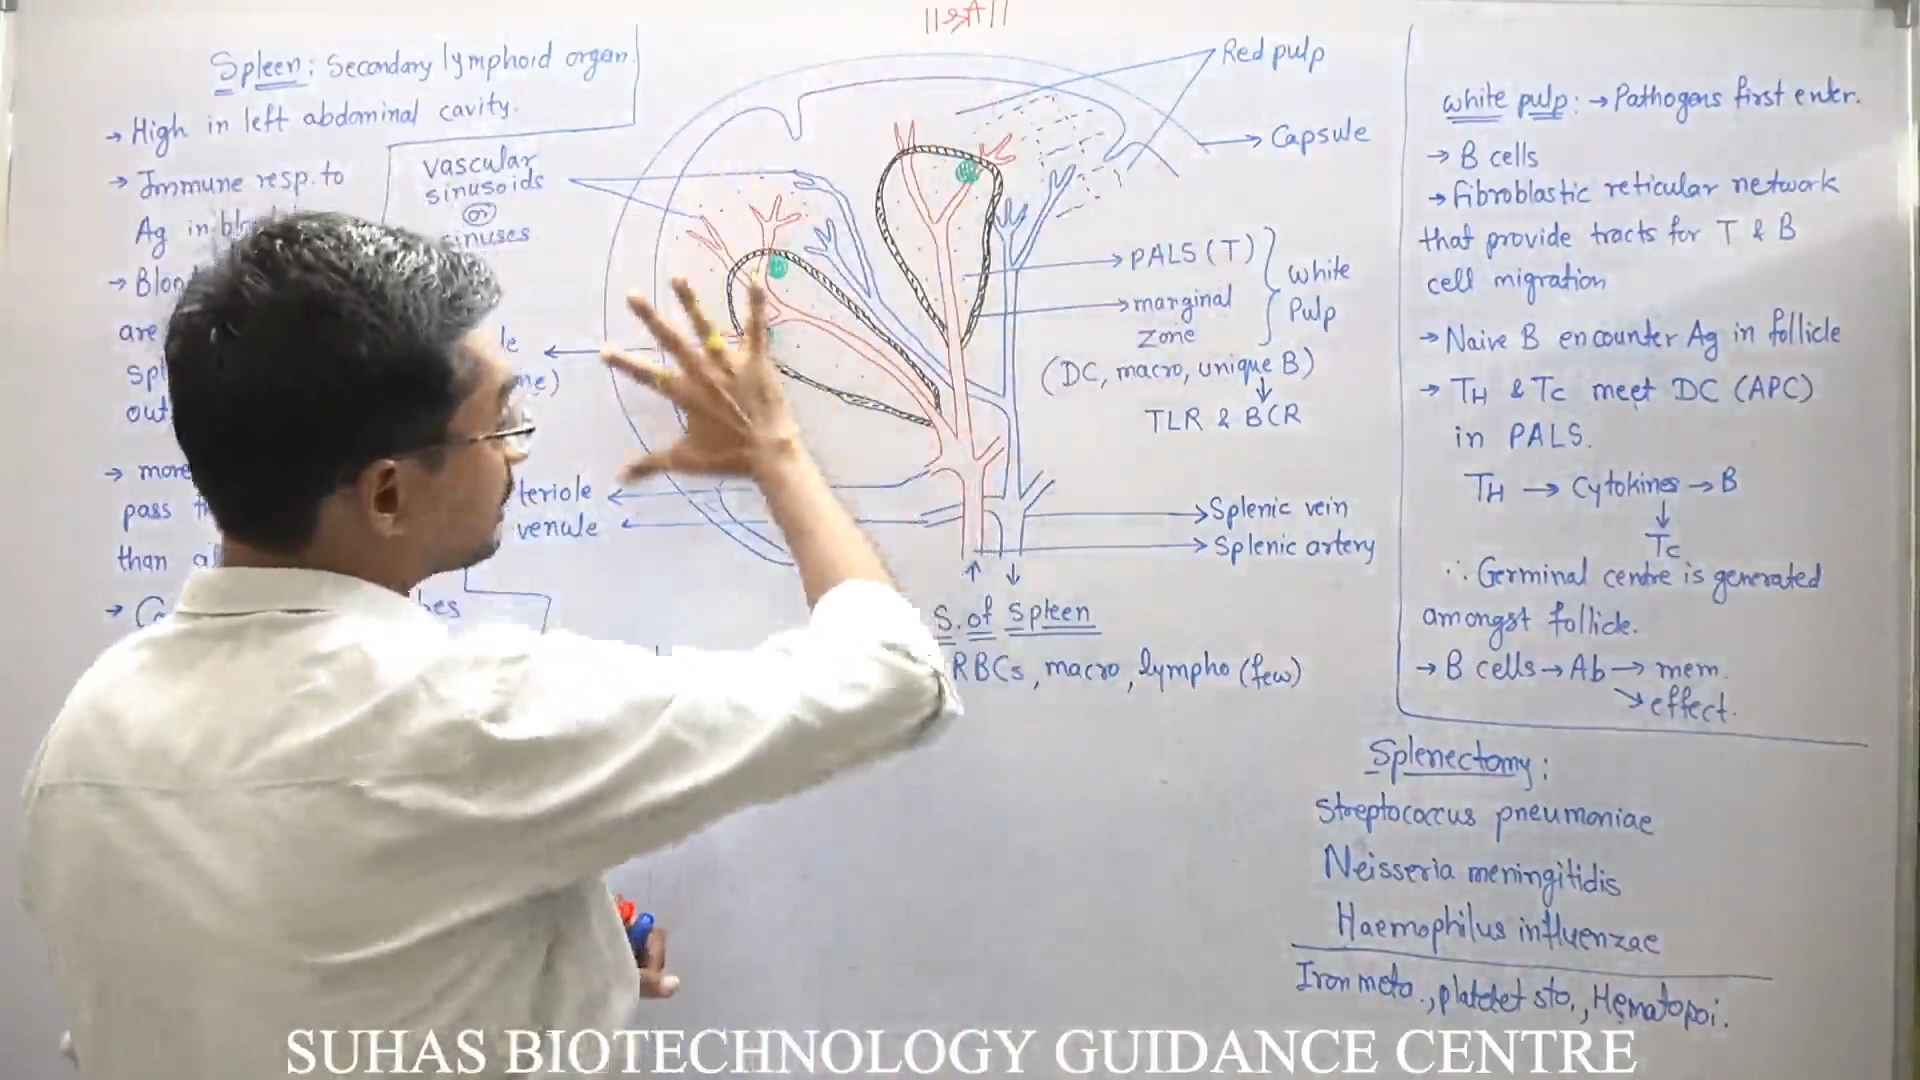 ||श्री||
Spleen: Secondary lymphoid organ.
→ High in left abdominal cavity.
→ Immune resp. to
Ag in
→
are
out
→ more
pass
than
→
vascular
sinusoids
(or)
sinuses
venule
Red pulp
Capsule
PALS (T)
marginal
zone
White
Pulp
(DC, macro, unique B)
↓
TLR & BCR
Splenic vein
Splenic artery
↑ ↓
S. of Spleen
RBCs, macro, lympho (few)
White pulp: → Pathogens first enter.
→ B cells
→ Fibroblastic reticular network
that provide tracts for T & B
cell migration
→ Naive B encounter Ag in follicle
→ TH & Tc meet DC (APC)
in PALS.
TH → Cytokines → B
↓
Tc
∴ Germinal centre is generated
amongst follicle.
→ B cells → Ab → mem.
↘ effect.
Splenectomy:
Streptococcus pneumoniae
Neisseria meningitidis
Haemophilus influenzae
Iron meta., platelet sto., Hematopoi.
SUHAS BIOTECHNOLOGY GUIDANCE CENTRE